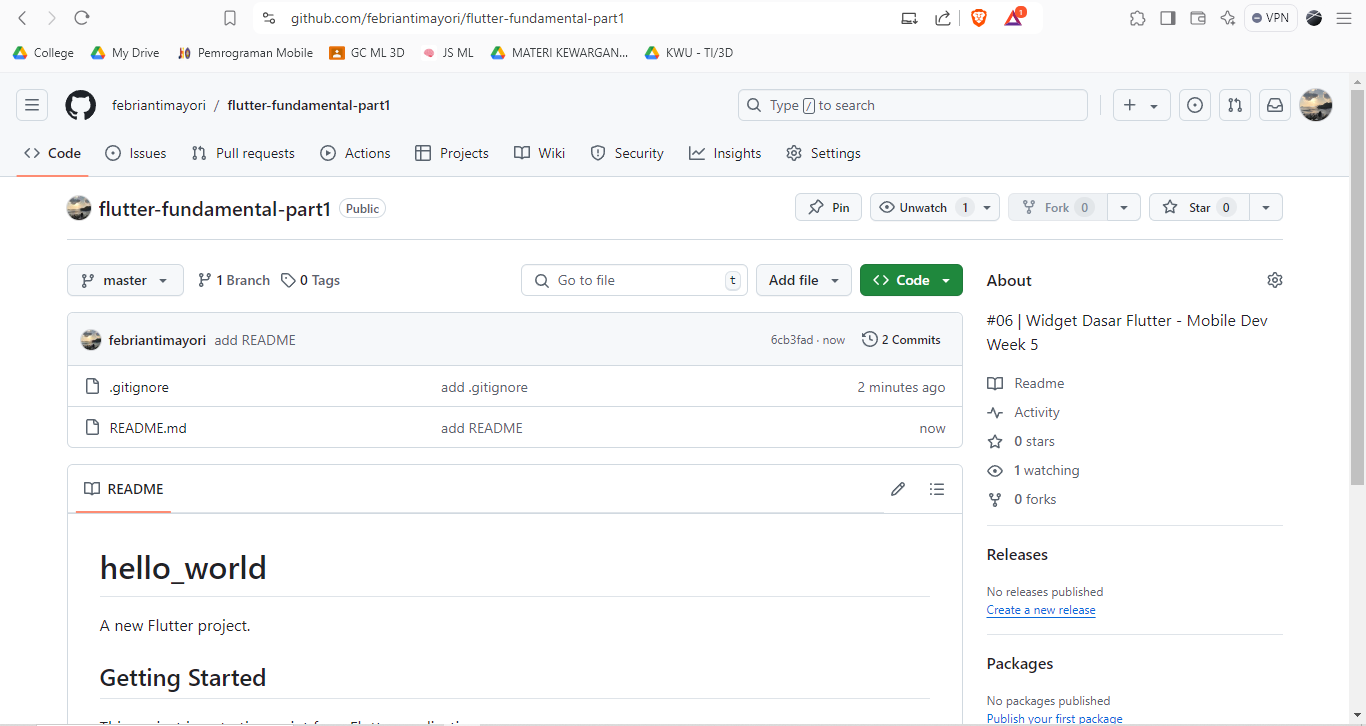 github.com/febriantimayori/flutter-fundamental-part1
1
VPN
College
My Drive
Pemrograman Mobile
GC ML 3D
JS ML
MATERI KEWARGAN...
KWU - TI/3D
febriantimayori / flutter-fundamental-part1
Type / to search
Code
Issues
Pull requests
Actions
Projects
Wiki
Security
Insights
Settings
flutter-fundamental-part1 Public
Pin
Unwatch 1
Fork 0
Star 0
master
1 Branch
0 Tags
Go to file t
Add file
<> Code
febriantimayori add README 6cb3fad · now 2 Commits
.gitignore add .gitignore 2 minutes ago
README.md add README now
README
hello_world
A new Flutter project.
Getting Started
About
#06 | Widget Dasar Flutter - Mobile Dev
Week 5
Readme
Activity
0 stars
1 watching
0 forks
Releases
No releases published
Create a new release
Packages
No packages published
Publish your first package